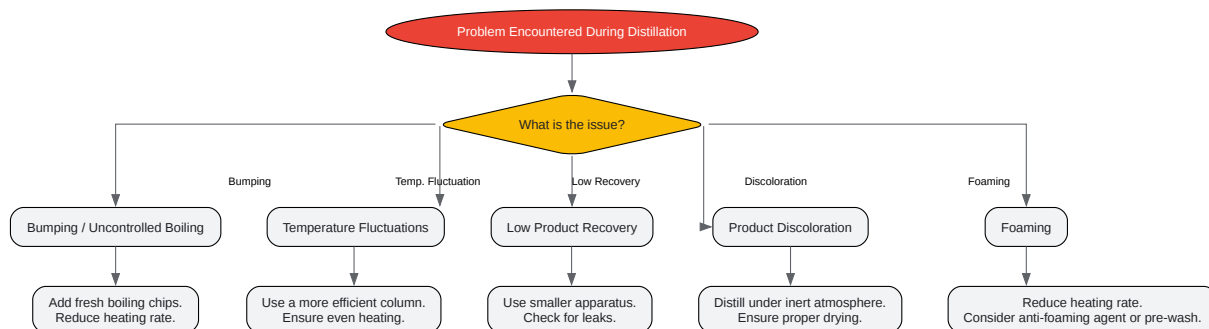 Problem Encountered During Distillation
What is the issue?
Bumping
Temp. Fluctuation
Low Recovery
Discoloration
Foaming
Bumping / Uncontrolled Boiling
Temperature Fluctuations
Low Product Recovery
Product Discoloration
Foaming
Add fresh boiling chips.
Reduce heating rate.
Use a more efficient column.
Ensure even heating.
Use smaller apparatus.
Check for leaks.
Distill under inert atmosphere.
Ensure proper drying.
Reduce heating rate.
Consider anti-foaming agent or pre-wash.